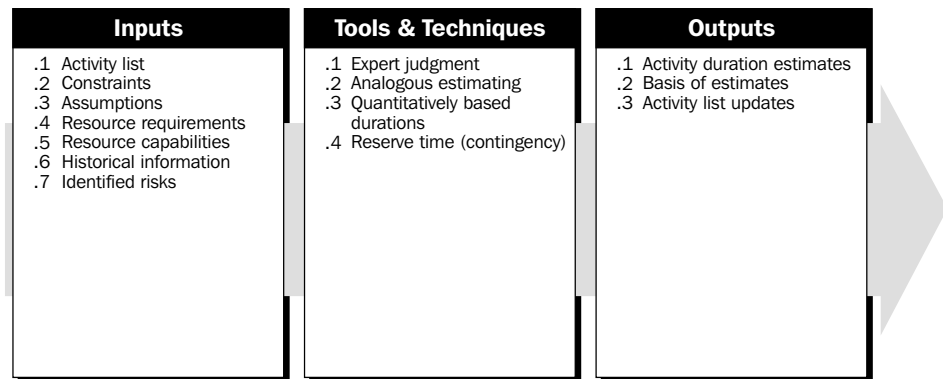 Inputs
.1 Activity list
.2 Constraints
.3 Assumptions
.4 Resource requirements
.5 Resource capabilities
.6 Historical information
.7 Identified risks
Tools & Techniques
.1 Expert judgment
.2 Analogous estimating
.3 Quantitatively based
durations
.4 Reserve time (contingency)
Outputs
.1 Activity duration estimates
.2 Basis of estimates
.3 Activity list updates